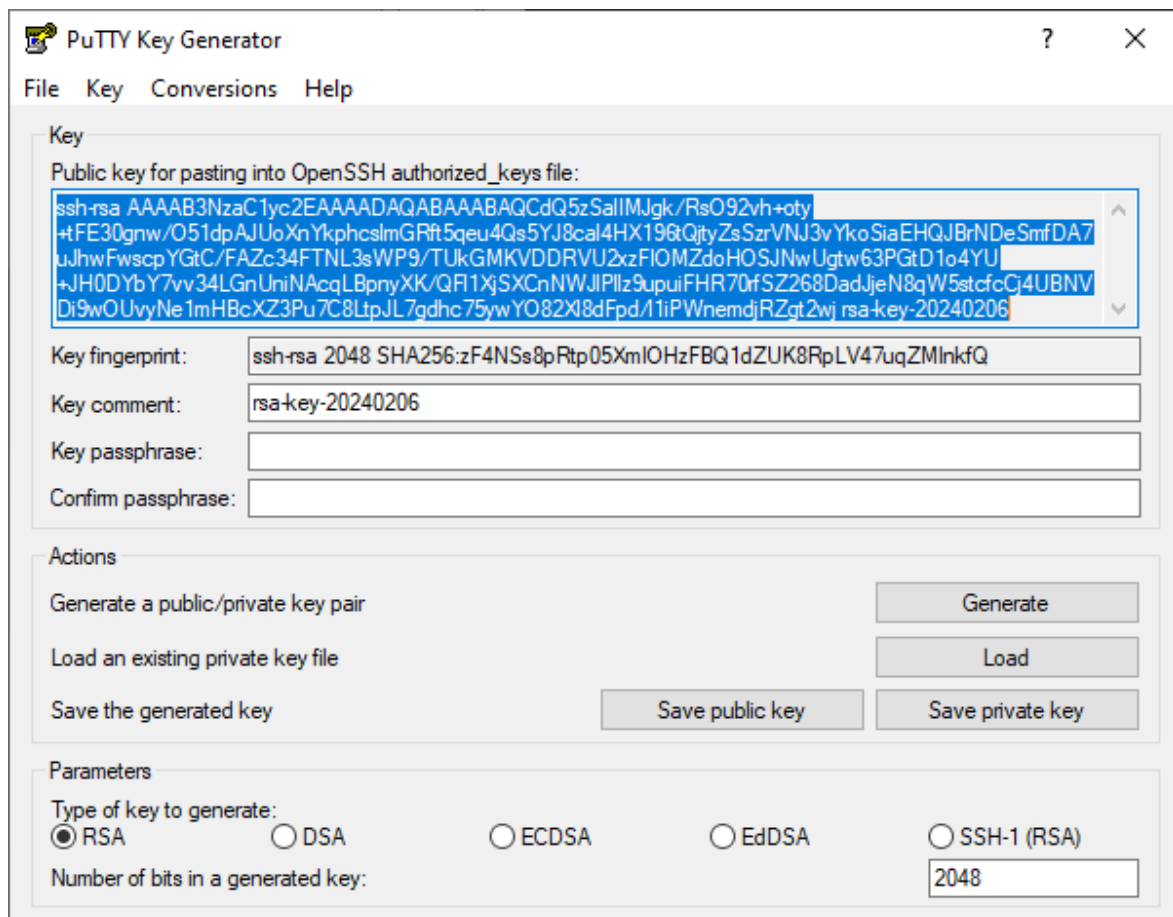 PuTTY Key Generator
?
File Key Conversions Help
Key
Public key for pasting into OpenSSH authorized_keys file:
ssh-rsa AAAAB3NzaC1yc2EAAAADAQABAAABAQCdQ5zSaIIMJgk/RsO92vh+oty
+tFE30gnw/O51dpAJUoXnYkphcslmGRft5qeu4Qs5YJ8caI4HX196tQjtyZsSzrVNJ3vYkoSiaEHQJBrNDeSmfDA7
uJhwFwscpYGtC/FAZc34FTNL3sWP9/TUkGMKVDDRVU2xzFIOMZdoHOSJNwUgtw63PGtD1o4YU
+JH0DYbY7vv34LGnUniNAcqLBpnyXK/QFl1XjSXCnNWJlPllz9upuiFHR70rfSZ268DadJjeN8qW5stcfcCj4UBNV
Di9wOUvyNe1mHBcXZ3Pu7C8LtpJL7gdhc75ywYO82Xl8dFpd/l1iPWnemdjRZgt2wj rsa-key-20240206
Key fingerprint: ssh-rsa 2048 SHA256:zF4NSs8pRtp05XmIOHzFBQ1dZUK8RpLV47uqZMInkfQ
Key comment: rsa-key-20240206
Key passphrase:
Confirm passphrase:
Actions
Generate a public/private key pair Generate
Load an existing private key file Load
Save the generated key Save public key Save private key
Parameters
Type of key to generate:
RSA DSA ECDSA EdDSA SSH-1 (RSA)
Number of bits in a generated key: 2048